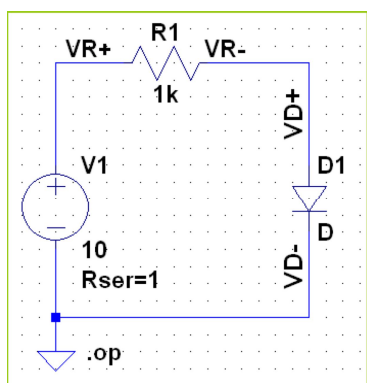 R1
VR+ VR-
1k
VD+
V1
D1
+
D
−
10
VD-
Rser=1
.op